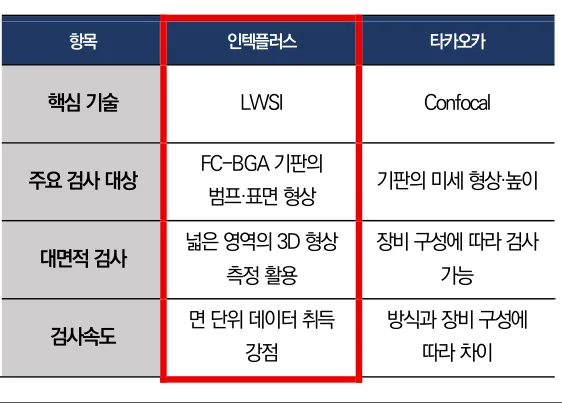 항목 인텍플러스 타카오카
핵심 기술 LWSI Confocal
주요 검사 대상 FC-BGA 기판의 범프·표면 형상 기판의 미세 형상·높이
대면적 검사 넓은 영역의 3D 형상 측정 활용 장비 구성에 따라 검사 가능
검사속도 면 단위 데이터 취득 강점 방식과 장비 구성에 따라 차이